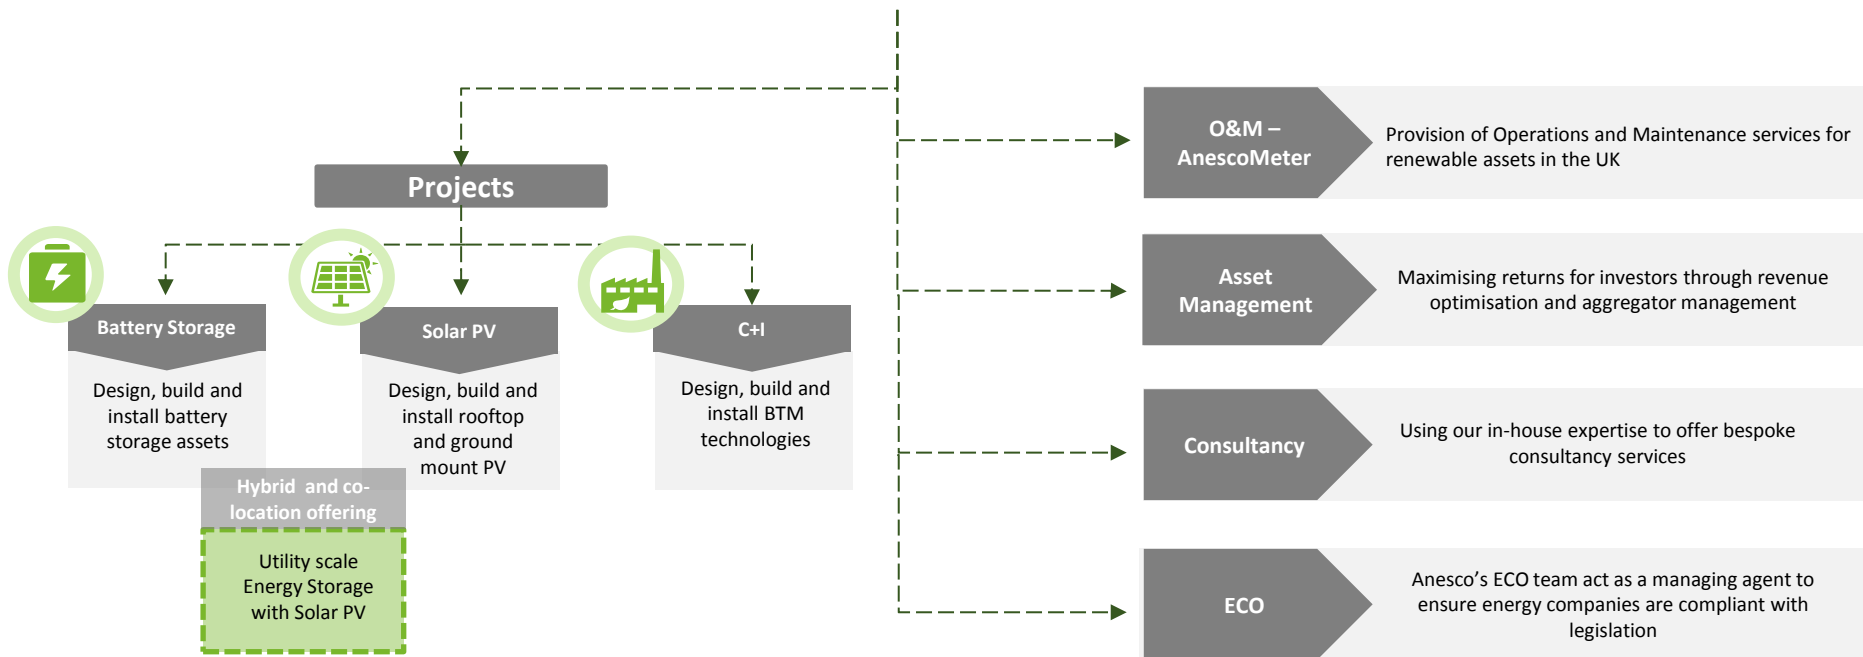 Projects
Battery Storage
Design, build and
install battery
storage assets
Solar PV
Design, build and
install rooftop
and ground
mount PV
C+I
Design, build and
install BTM
technologies
Hybrid and co-
location offering
Utility scale
Energy Storage
with Solar PV
O&M –
AnescoMeter
Provision of Operations and Maintenance services for
renewable assets in the UK
Asset
Management
Maximising returns for investors through revenue
optimisation and aggregator management
Consultancy
Using our in-house expertise to offer bespoke
consultancy services
ECO
Anesco’s ECO team act as a managing agent to
ensure energy companies are compliant with
legislation